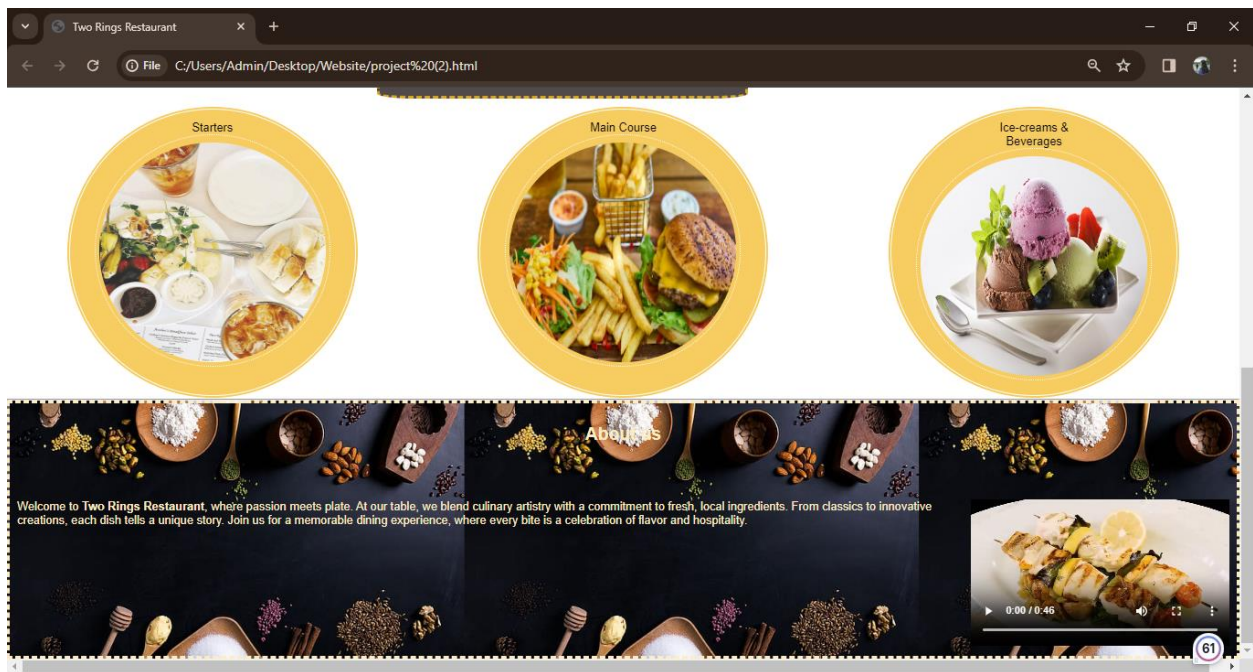 Two Rings Restaurant
File C:/Users/Admin/Desktop/Website/project%20(2).html
Starters
Main Course
Ice-creams &
Beverages
About us
Welcome to Two Rings Restaurant, where passion meets plate. At our table, we blend culinary artistry with a commitment to fresh, local ingredients. From classics to innovative
creations, each dish tells a unique story. Join us for a memorable dining experience, where every bite is a celebration of flavor and hospitality.
0:00 / 0:46
61